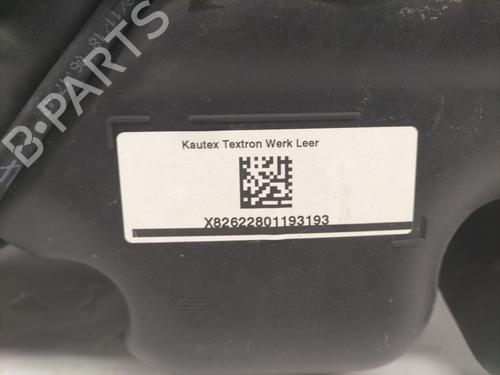 B-PARTS
Kautex Textron Werk Leer
X82622801193193